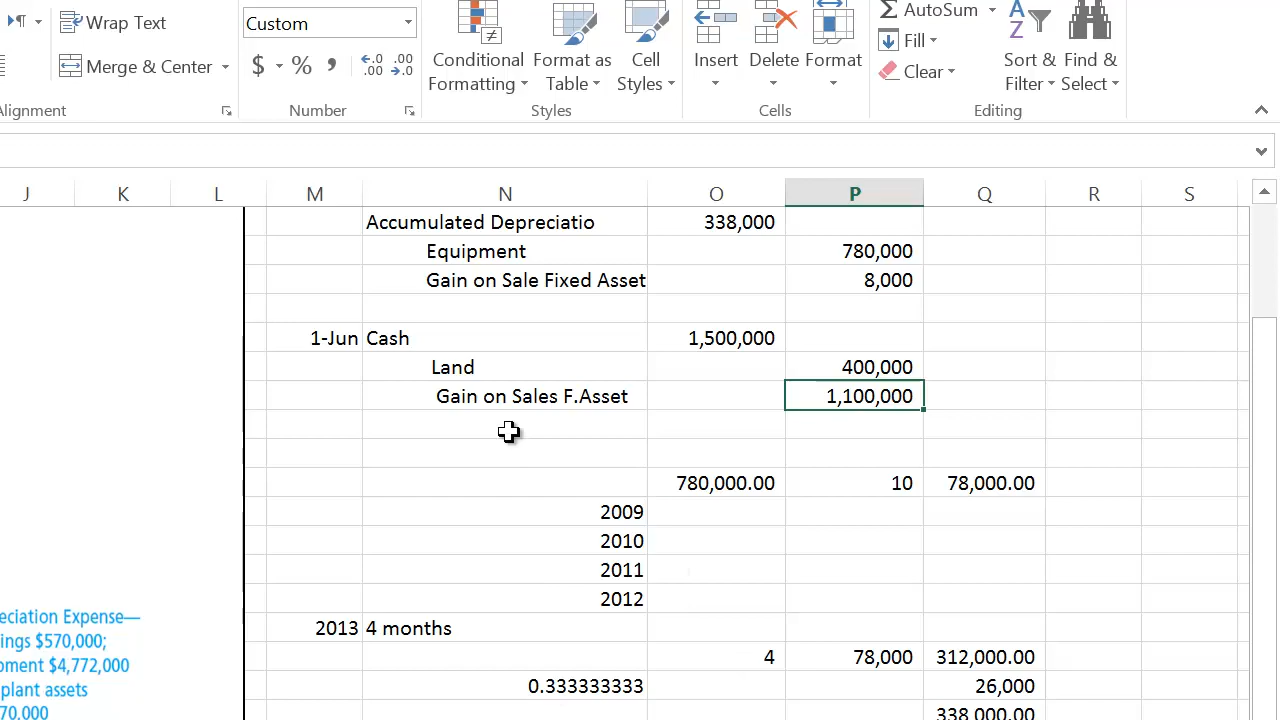 Wrap Text
Custom
Merge & Center
$ % , .00 .00
Conditional Formatting
Format as Table
Cell Styles
Insert
Delete
Format
AutoSum
Fill
Clear
Sort & Filter
Find & Select
Alignment
Number
Styles
Cells
Editing
J K L M N O P Q R S
Accumulated Depreciatio 338,000
Equipment 780,000
Gain on Sale Fixed Asset 8,000
1-Jun Cash 1,500,000
Land 400,000
Gain on Sales F.Asset 1,100,000
780,000.00 10 78,000.00
2009
2010
2011
2012
2013 4 months
4 78,000 312,000.00
0.333333333 26,000
338,000.00
eciation Expense—
ings $570,000;
oment $4,772,000
plant assets
70,000